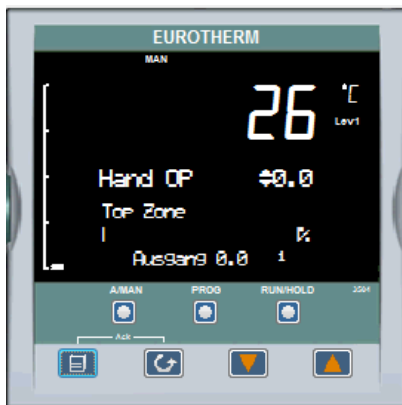 EUROTHERM
MAN
26 °C
Lev1
Hand OP 0.0
Top Zone
%
Ausgang 0.0 1
A/MAN PROG RUN/HOLD 3504
Ack